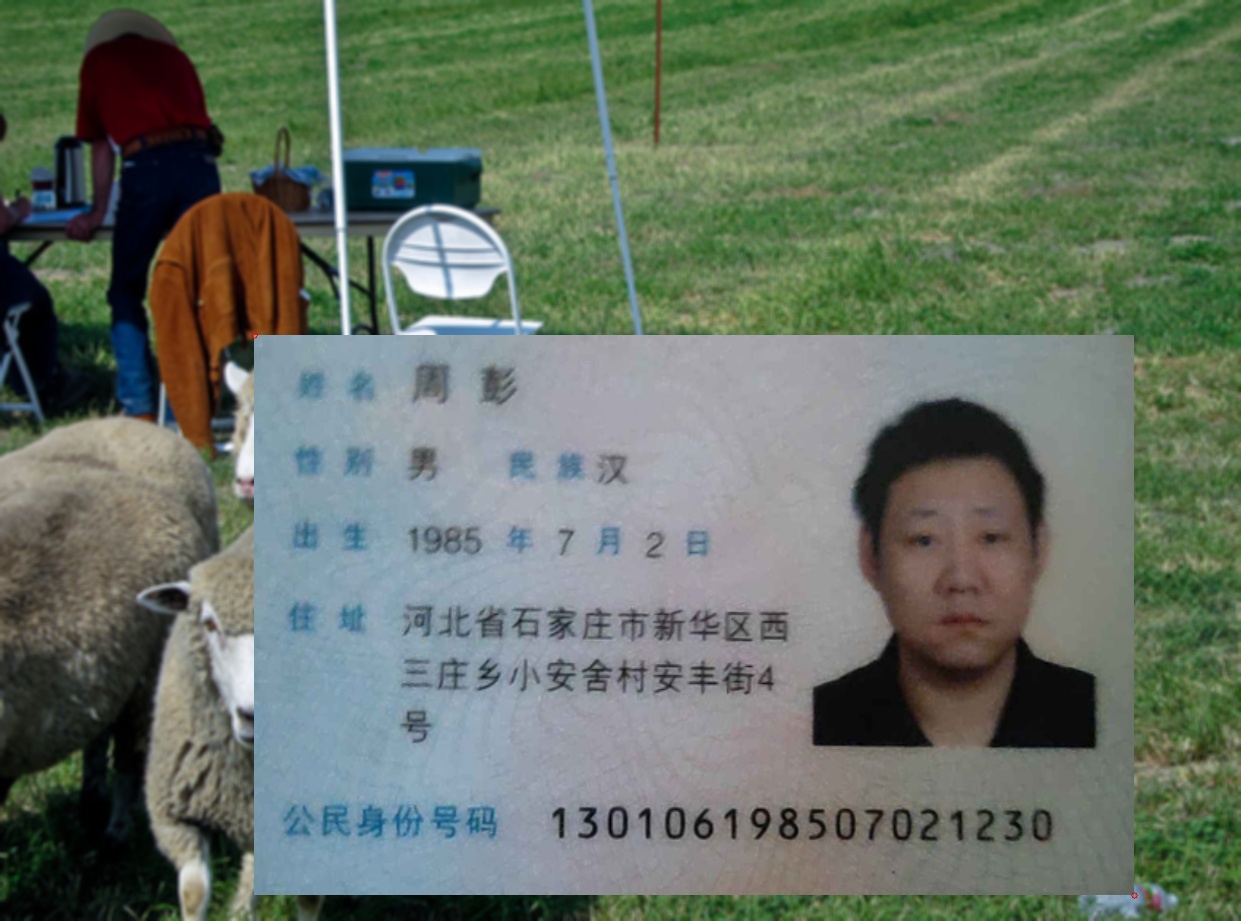 姓名 周彭
性别 男 民族 汉
出生 1985 年 7 月 2 日
住址 河北省石家庄市新华区西
三庄乡小安舍村安丰街4
号
公民身份号码 130106198507021230